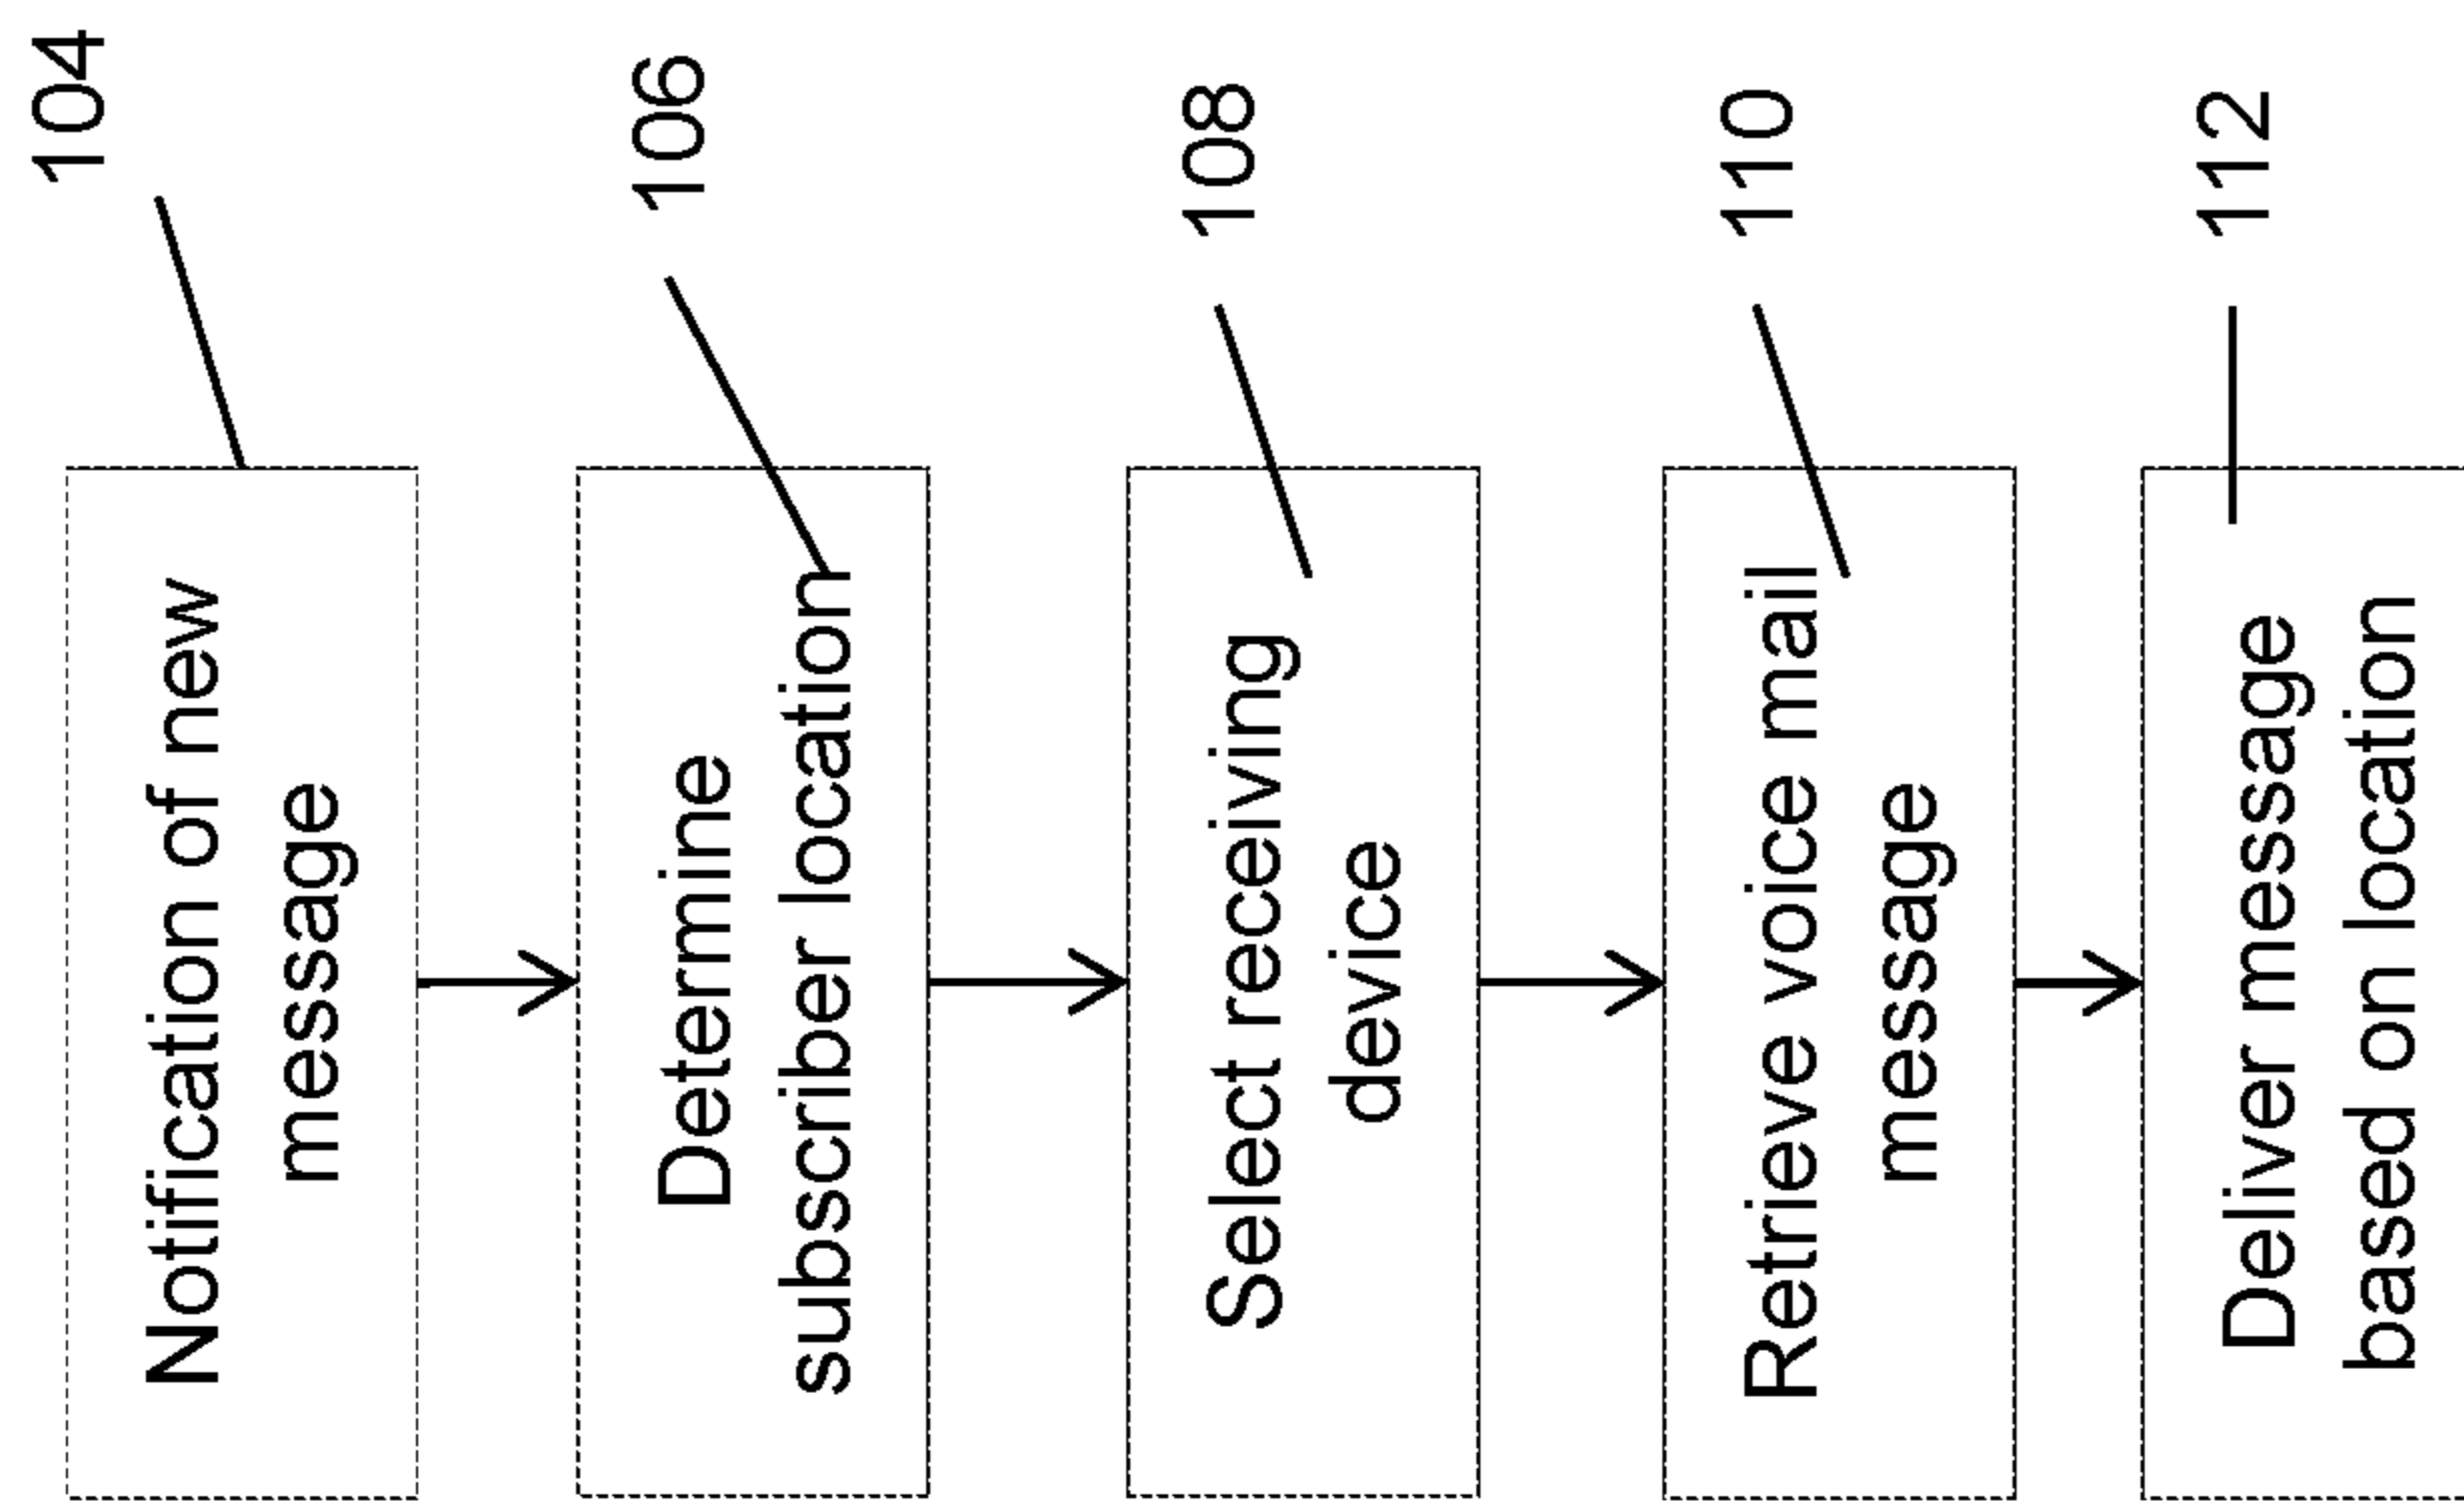 104
Notification of new
message
106
Determine
subscriber location
108
Select receiving
device
110
Retrieve voice mail
message
112
Deliver message
based on location